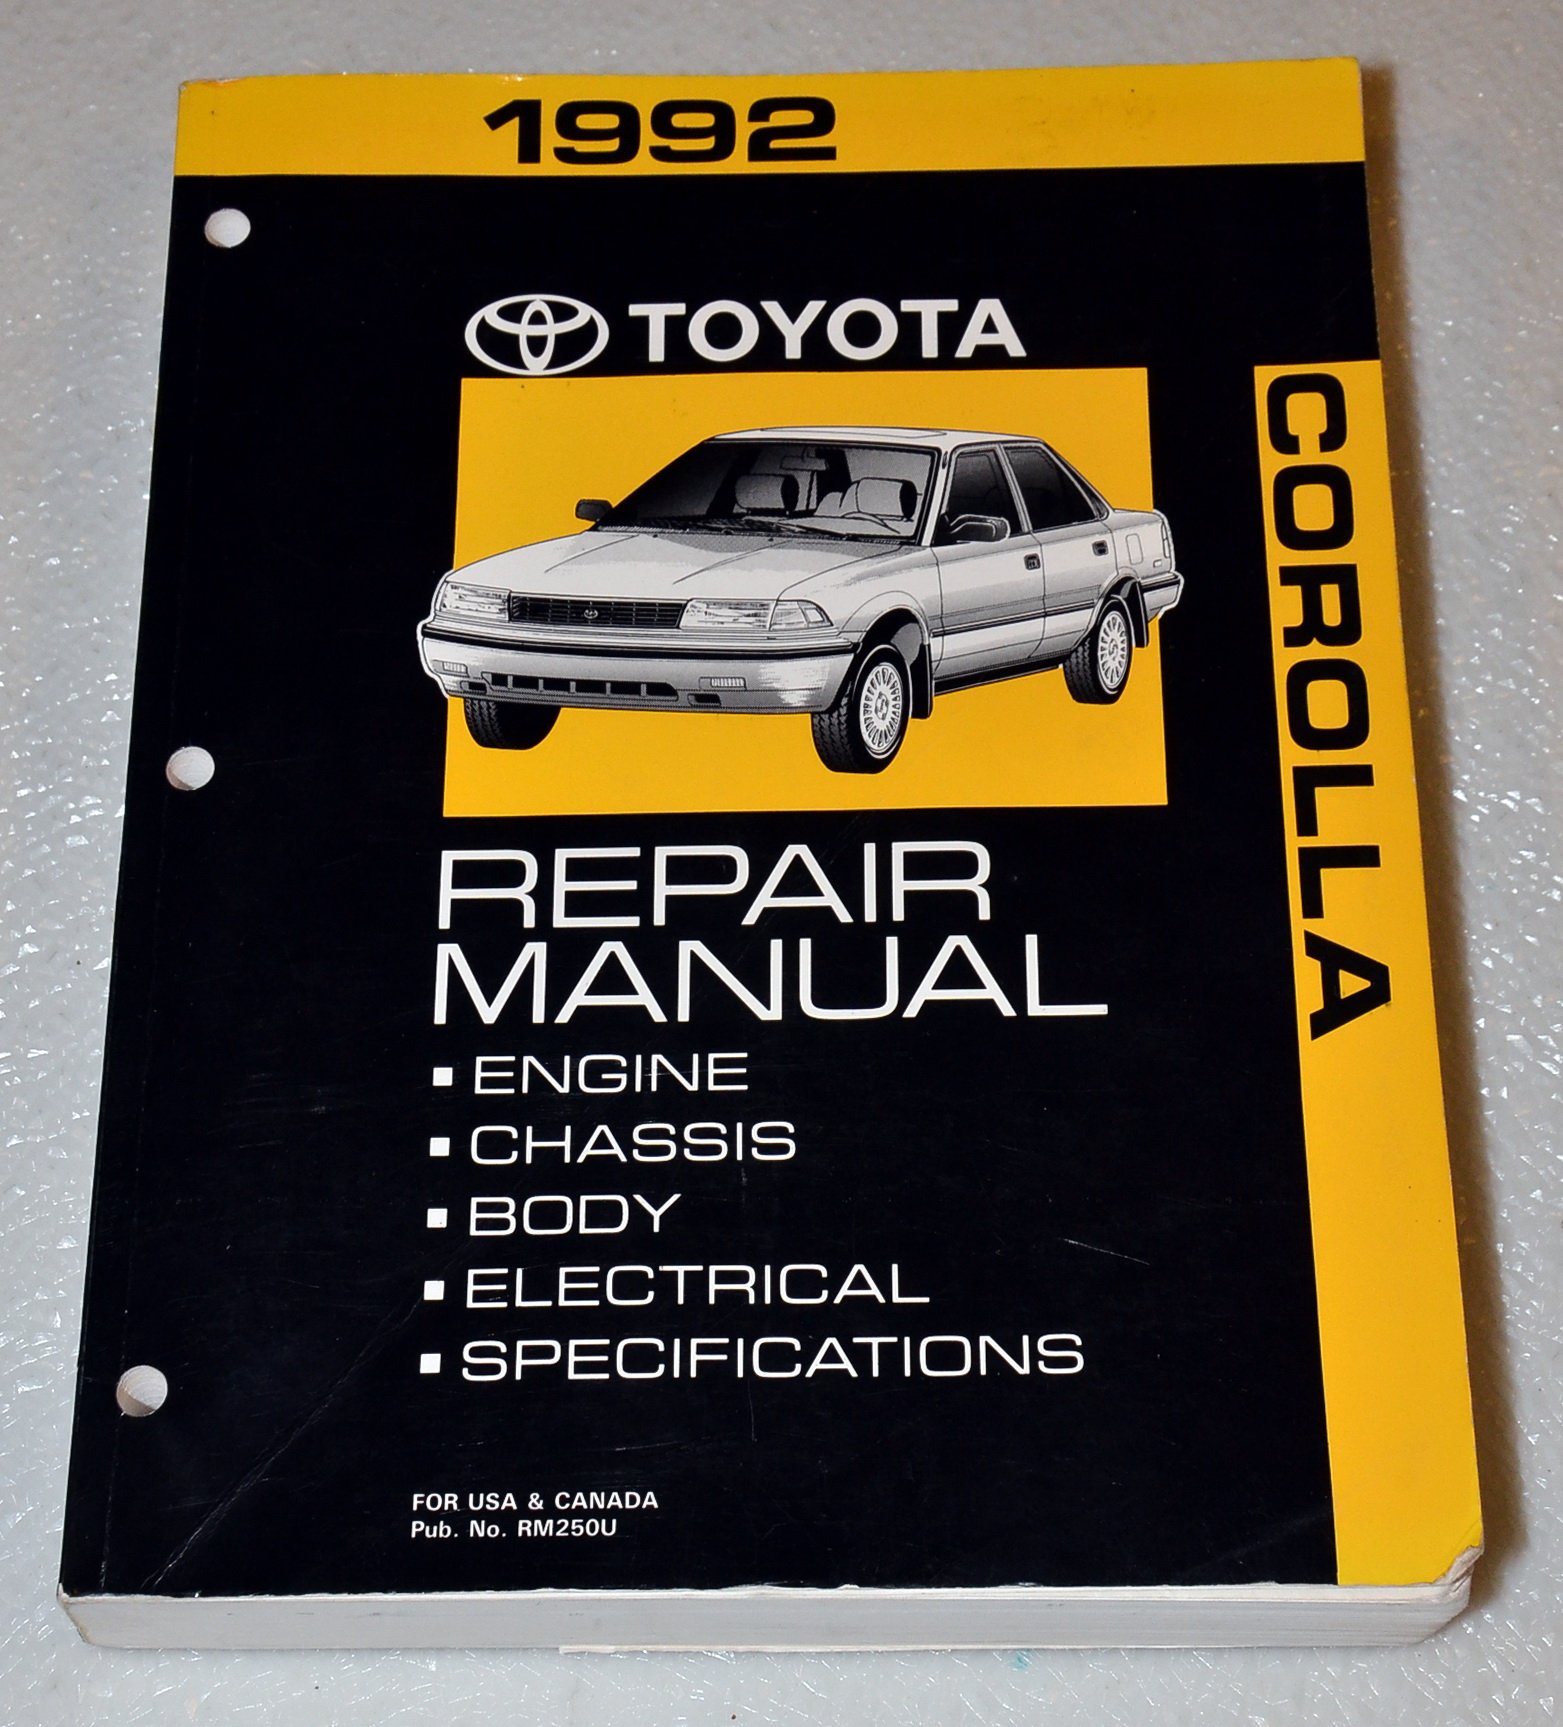 1992
TOYOTA
COROLLA
REPAIR
MANUAL
▪ ENGINE
▪ CHASSIS
▪ BODY
▪ ELECTRICAL
▪ SPECIFICATIONS
FOR USA & CANADA
Pub. No. RM250U